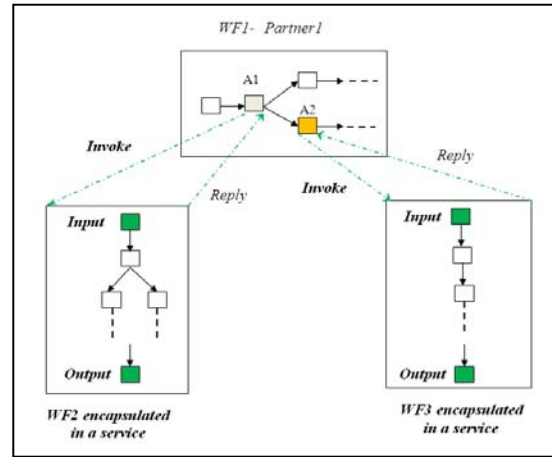 WF1- Partner1
A1
A2
Invoke
Reply
Invoke
Reply
Input
Output
WF2 encapsulated
in a service
Input
Output
WF3 encapsulated
in a service